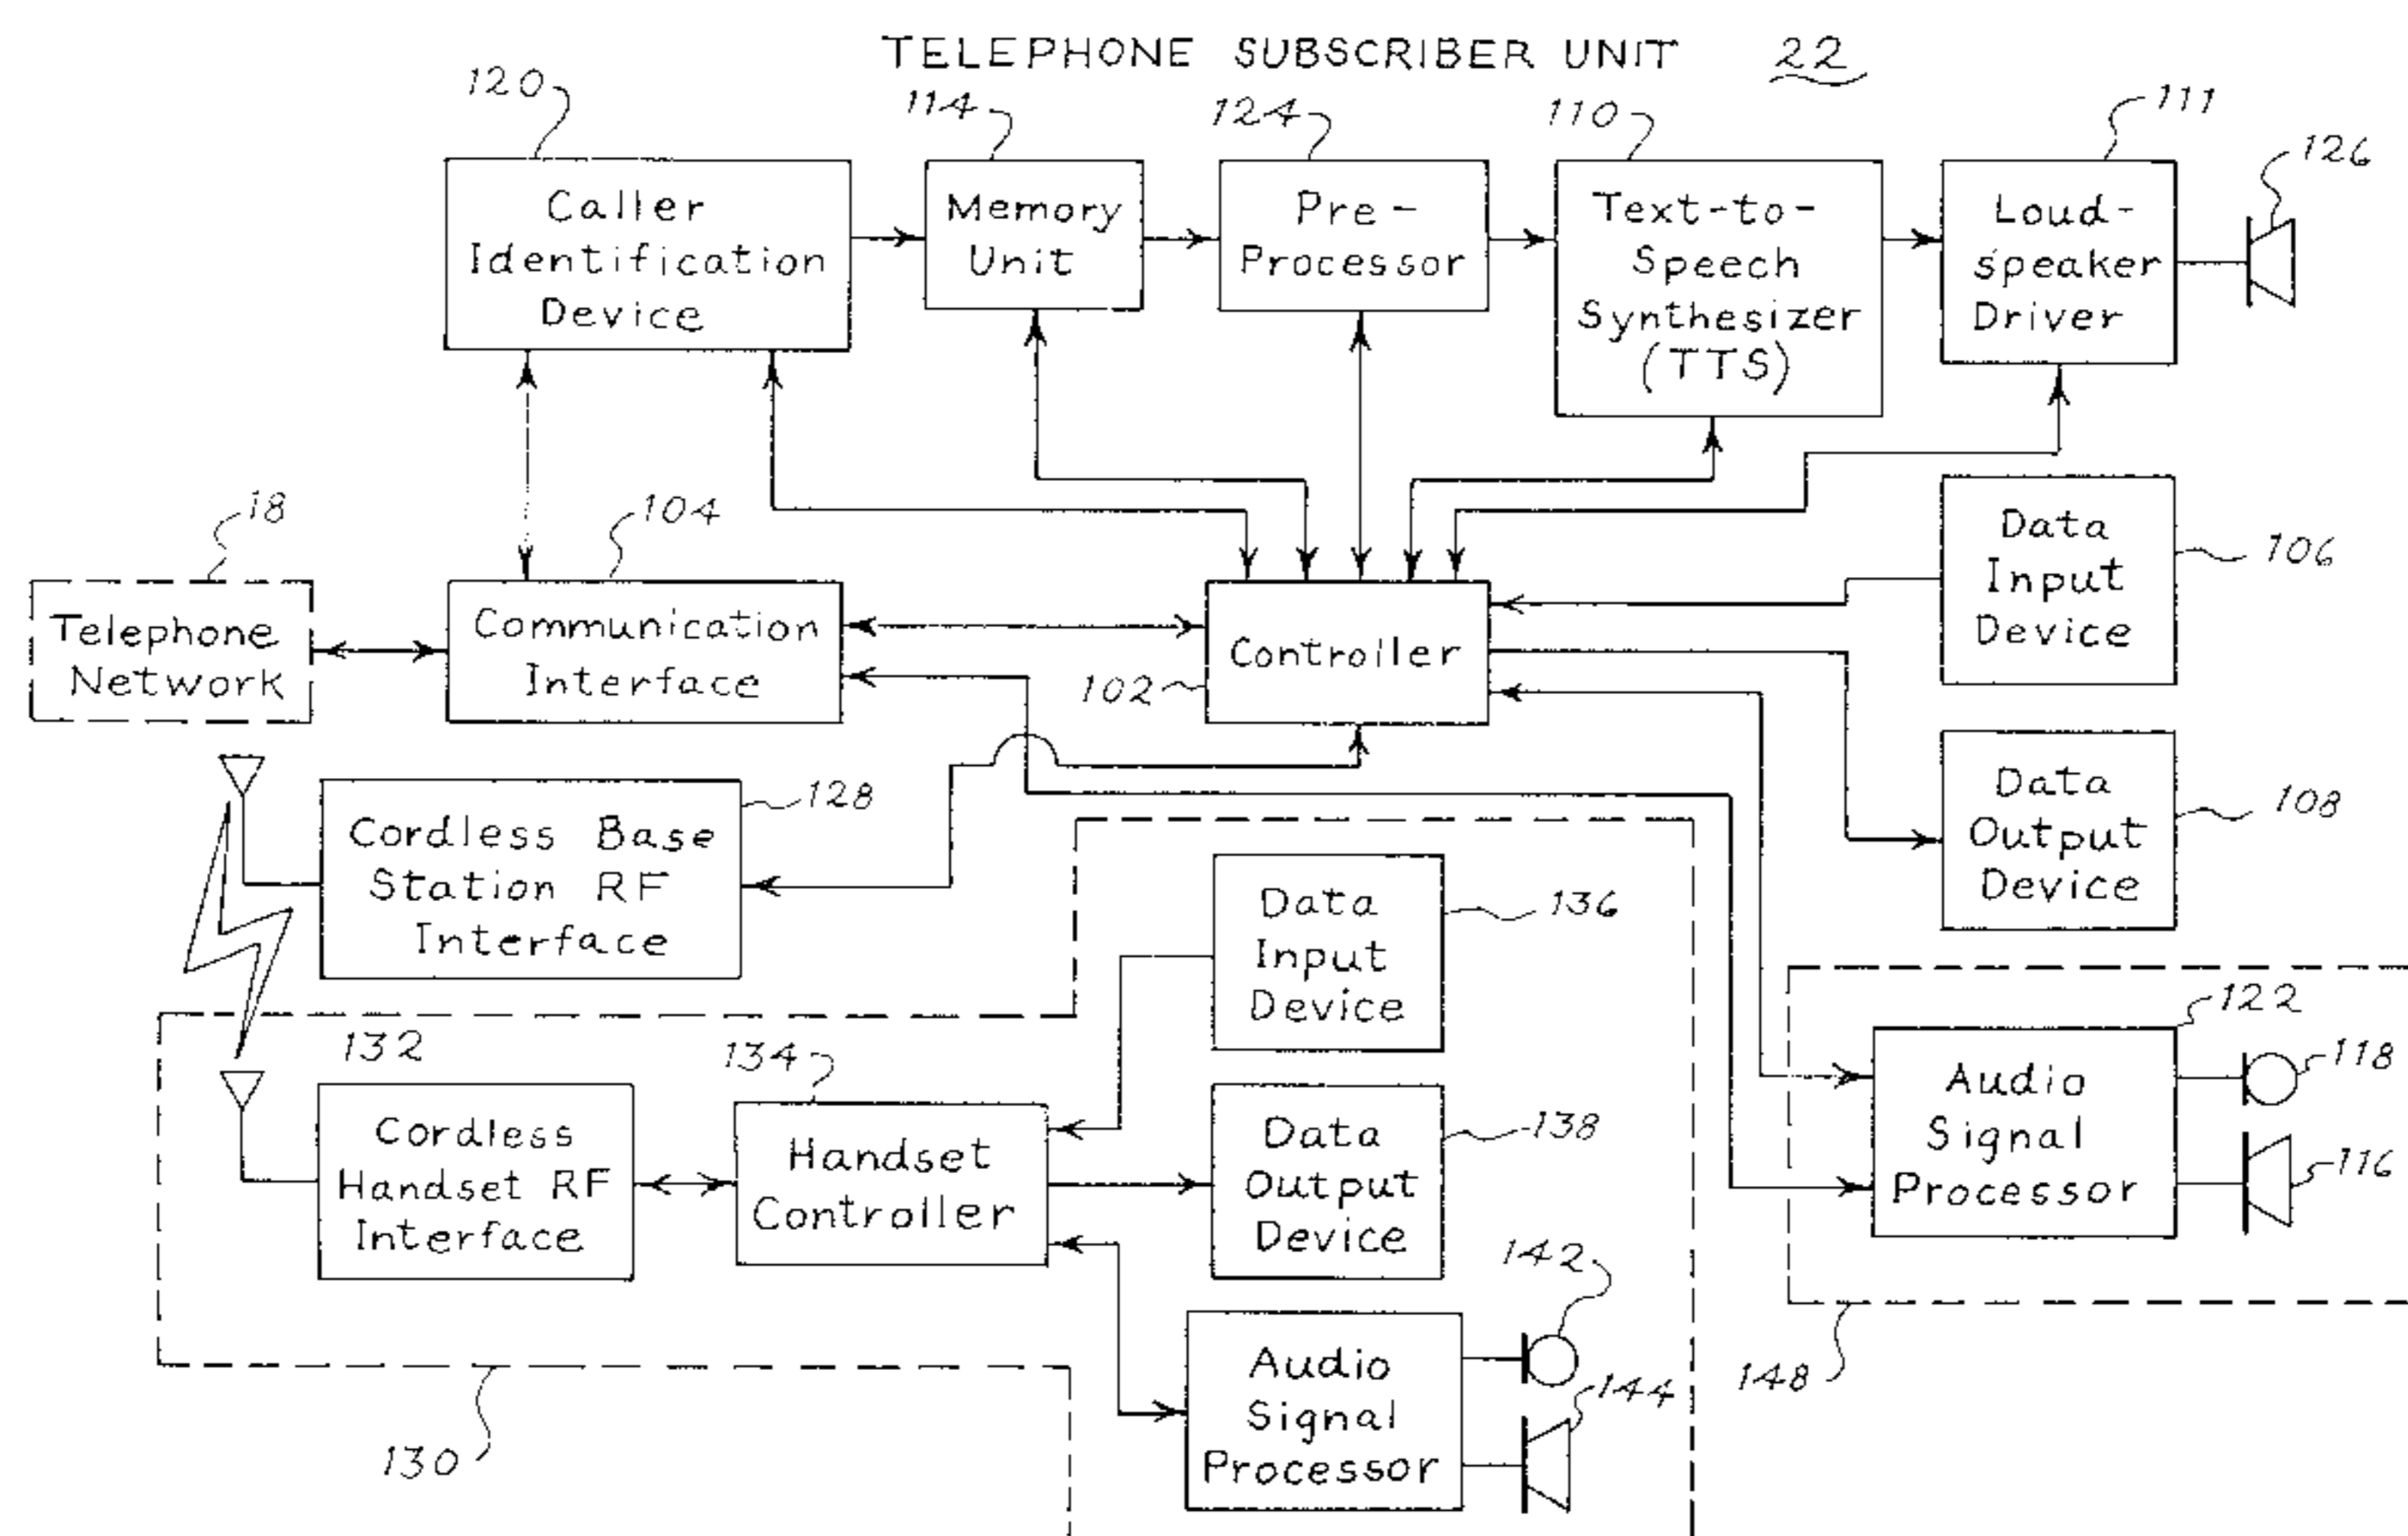 TELEPHONE SUBSCRIBER UNIT 22
120
114
124
110
111
126
Caller
Identification
Device
Memory
Unit
Pre-
Processor
Text-to-
Speech
Synthesizer
(TTS)
Loud-
speaker
Driver
18
104
Telephone
Network
Communication
Interface
Controller
102
Data
Input
Device
106
128
Cordless Base
Station RF
Interface
Data
Output
Device
108
Data
Input
Device
136
132
134
Cordless
Handset RF
Interface
Handset
Controller
Data
Output
Device
138
122
Audio
Signal
Processor
118
116
148
142
144
Audio
Signal
Processor
130